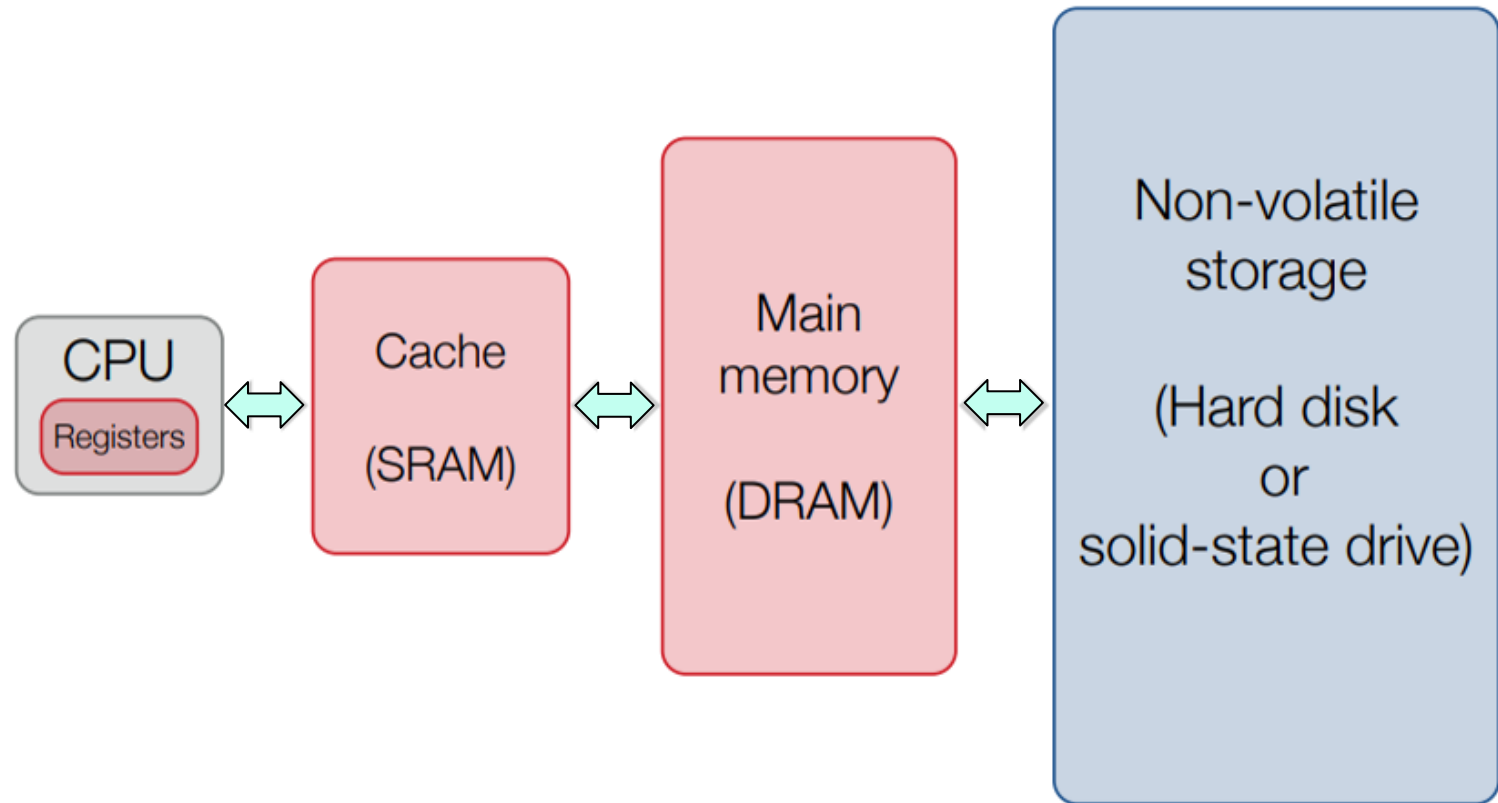 CPU
Registers
Cache
(SRAM)
Main
memory
(DRAM)
Non-volatile
storage
(Hard disk
or
solid-state drive)